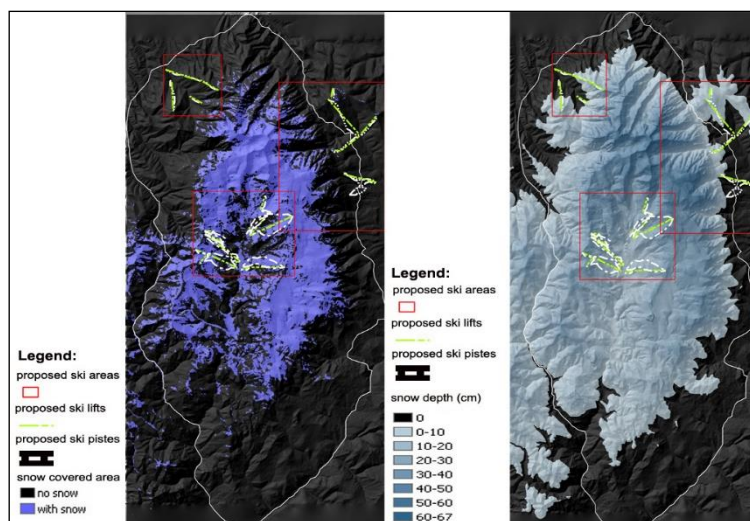 Legend:
proposed ski areas
proposed ski lifts
proposed ski pistes
snow covered area
no snow
with snow
Legend:
proposed ski areas
proposed ski lifts
proposed ski pistes
snow depth (cm)
0
0-10
10-20
20-30
30-40
40-50
50-60
60-67